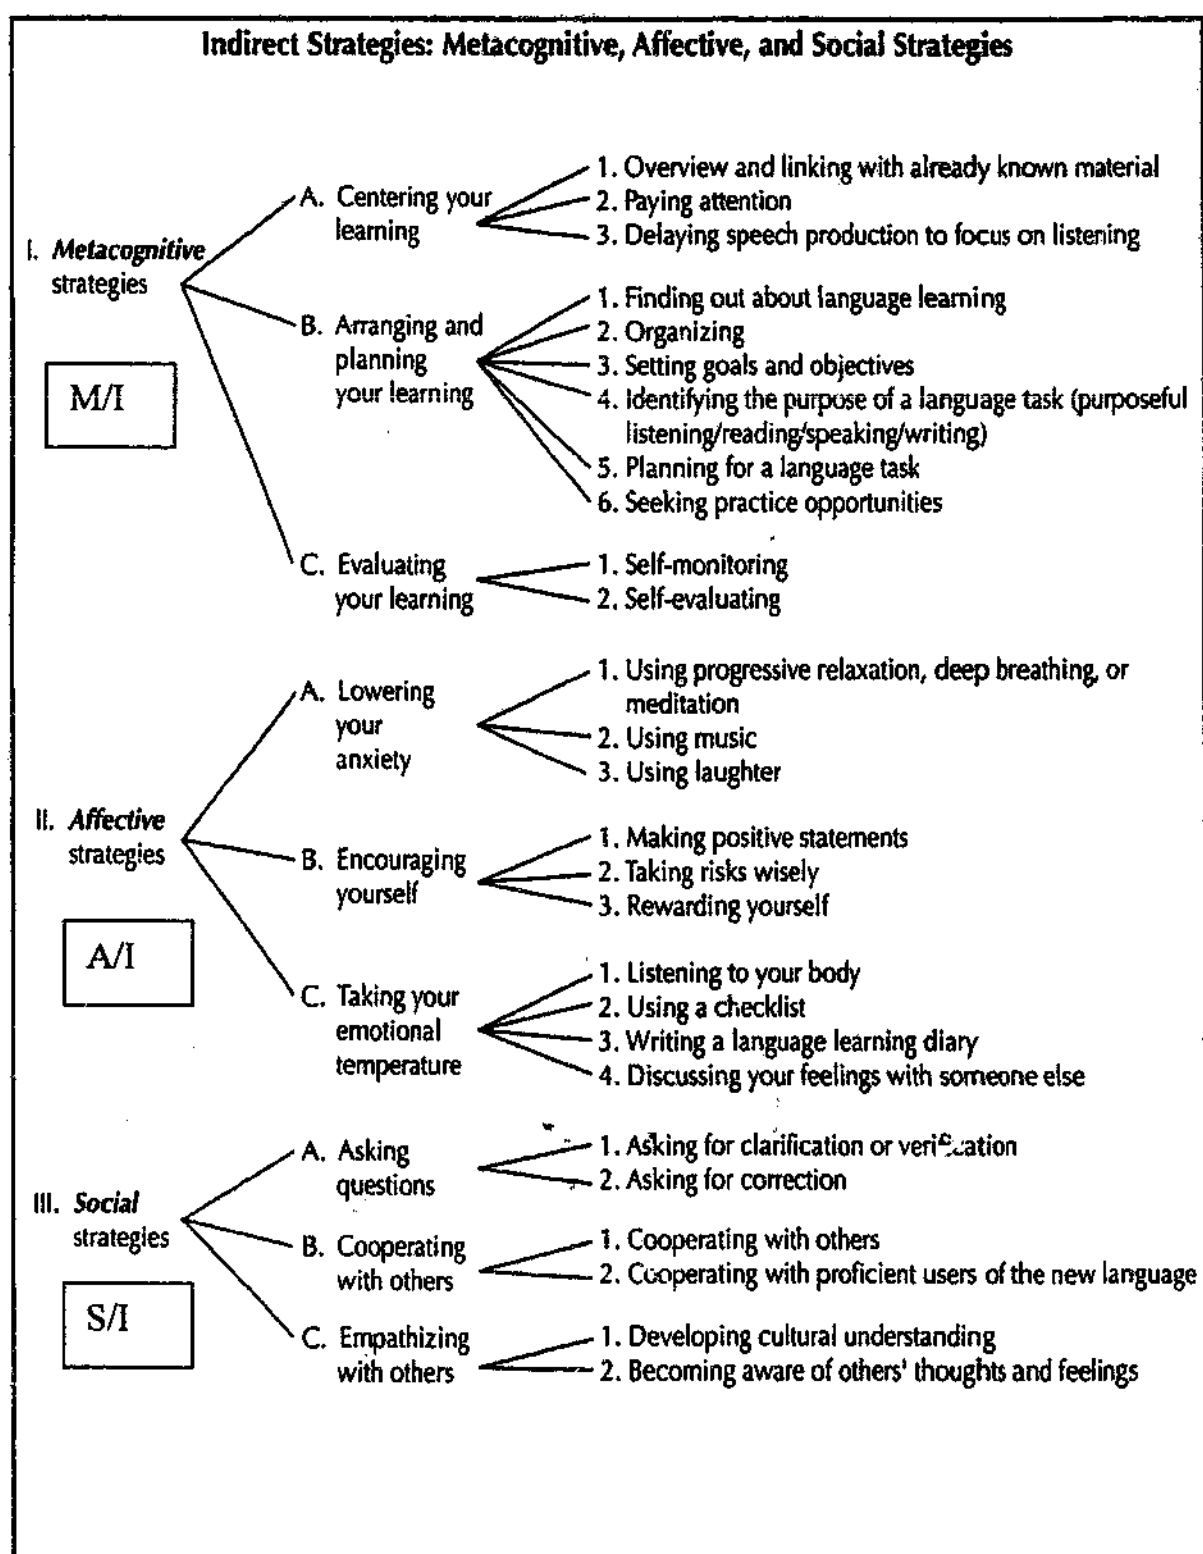 Indirect Strategies: Metacognitive, Affective, and Social Strategies
I. Metacognitive
strategies
M/I
A. Centering your
learning
1. Overview and linking with already known material
2. Paying attention
3. Delaying speech production to focus on listening
B. Arranging and
planning
your learning
1. Finding out about language learning
2. Organizing
3. Setting goals and objectives
4. Identifying the purpose of a language task (purposeful
listening/reading/speaking/writing)
5. Planning for a language task
6. Seeking practice opportunities
C. Evaluating
your learning
1. Self-monitoring
2. Self-evaluating
II. Affective
strategies
A/I
A. Lowering
your
anxiety
1. Using progressive relaxation, deep breathing, or
meditation
2. Using music
3. Using laughter
B. Encouraging
yourself
1. Making positive statements
2. Taking risks wisely
3. Rewarding yourself
C. Taking your
emotional
temperature
1. Listening to your body
2. Using a checklist
3. Writing a language learning diary
4. Discussing your feelings with someone else
III. Social
strategies
S/I
A. Asking
questions
1. Asking for clarification or verification
2. Asking for correction
B. Cooperating
with others
1. Cooperating with others
2. Cooperating with proficient users of the new language
C. Empathizing
with others
1. Developing cultural understanding
2. Becoming aware of others' thoughts and feelings